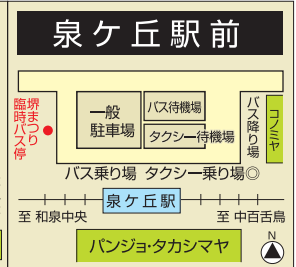 泉ケ丘駅前
堺まつり
臨時バス停
一般
駐車場
バス待機場
タクシー待機場
バス降り場
コノミヤ
バス乗り場 タクシー乗り場◎
泉ケ丘駅
至 和泉中央
至 中百舌鳥
パンジョ・タカシマヤ
N